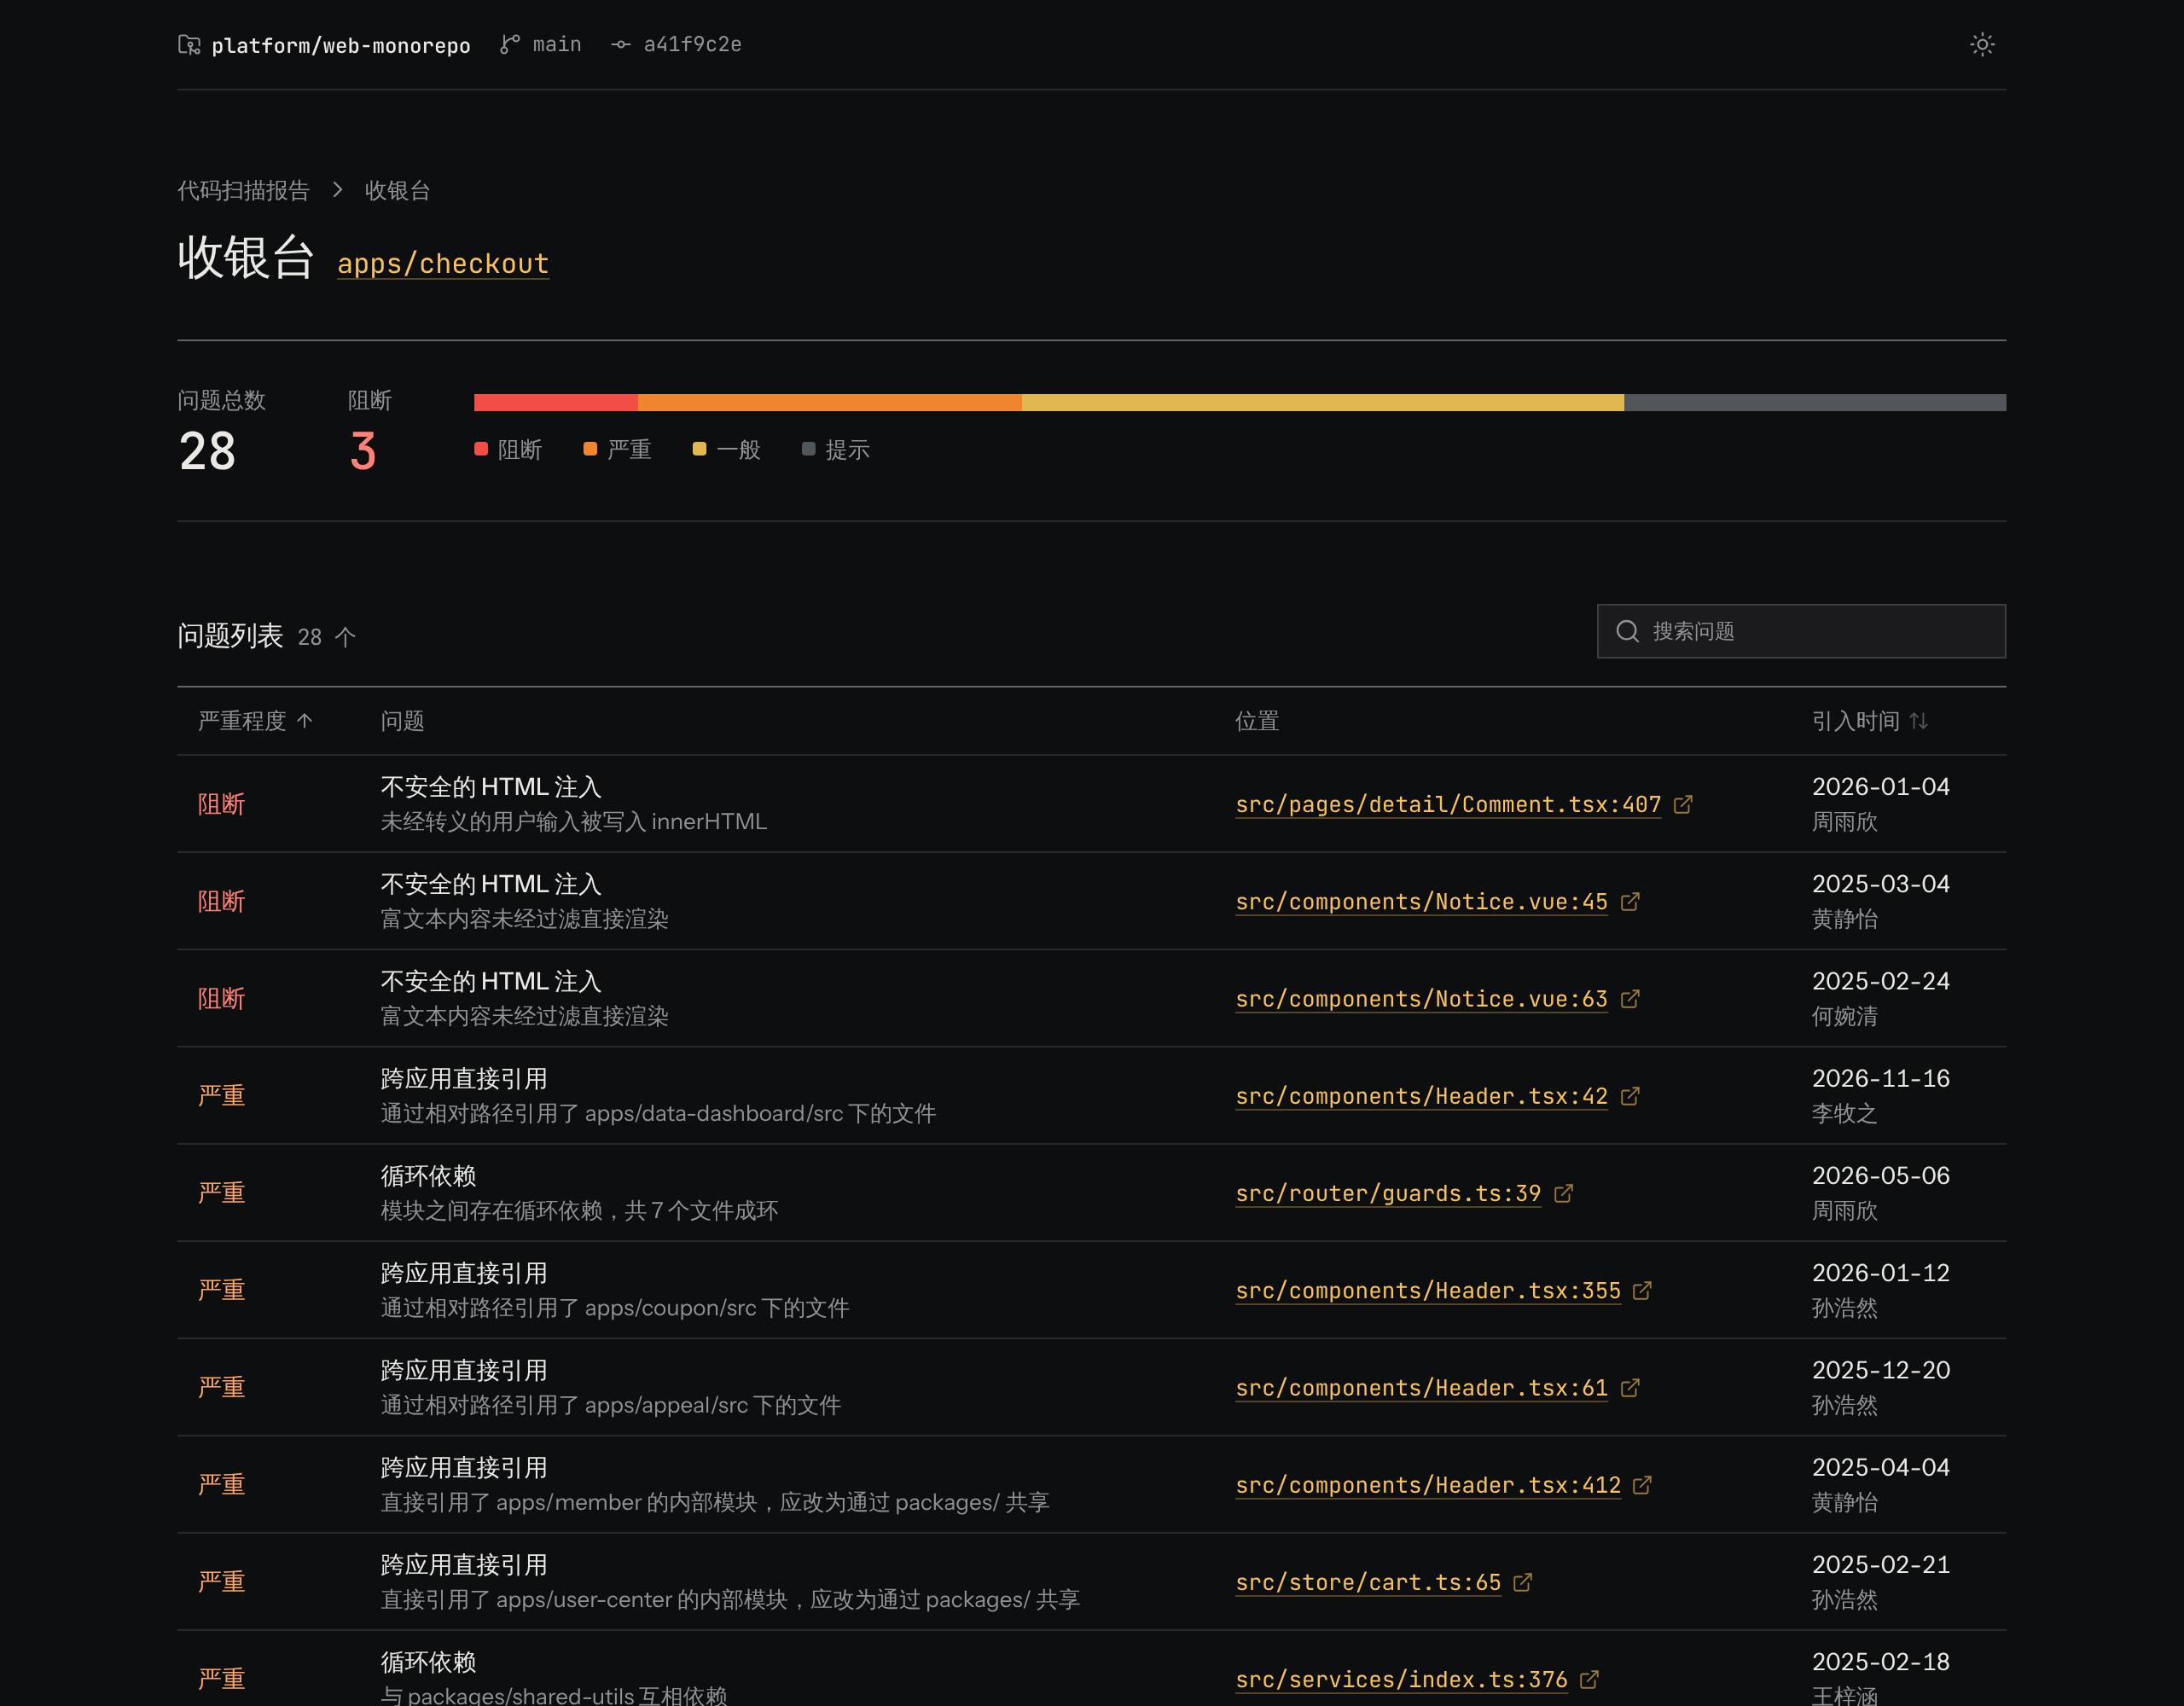 platform/web-monorepo main a41f9c2e
代码扫描报告 收银台
收银台 apps/checkout
问题总数 阻断
28 3
阻断 严重 一般 提示
问题列表 28 个 搜索问题
严重程度 问题 位置 引入时间
阻断 不安全的 HTML 注入 src/pages/detail/Comment.tsx:407 2026-01-04
未经转义的用户输入被写入 innerHTML 周雨欣
阻断 不安全的 HTML 注入 src/components/Notice.vue:45 2025-03-04
富文本内容未经过滤直接渲染 黄静怡
阻断 不安全的 HTML 注入 src/components/Notice.vue:63 2025-02-24
富文本内容未经过滤直接渲染 何婉清
严重 跨应用直接引用 src/components/Header.tsx:42 2026-11-16
通过相对路径引用了 apps/data-dashboard/src 下的文件 李牧之
严重 循环依赖 src/router/guards.ts:39 2026-05-06
模块之间存在循环依赖，共 7 个文件成环 周雨欣
严重 跨应用直接引用 src/components/Header.tsx:355 2026-01-12
通过相对路径引用了 apps/coupon/src 下的文件 孙浩然
严重 跨应用直接引用 src/components/Header.tsx:61 2025-12-20
通过相对路径引用了 apps/appeal/src 下的文件 孙浩然
严重 跨应用直接引用 src/components/Header.tsx:412 2025-04-04
直接引用了 apps/member 的内部模块，应改为通过 packages/ 共享 黄静怡
严重 跨应用直接引用 src/store/cart.ts:65 2025-02-21
直接引用了 apps/user-center 的内部模块，应改为通过 packages/ 共享 孙浩然
严重 循环依赖 src/services/index.ts:376 2025-02-18
与 packages/shared-utils 互相依赖 王梓涵